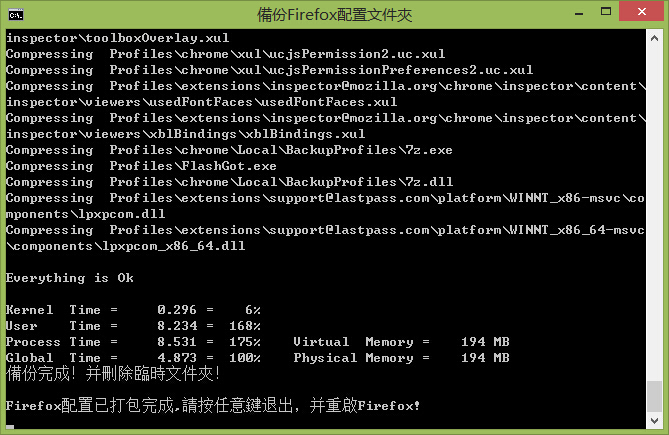 備份Firefox配置文件夾
inspector\toolboxOverlay.xul
Compressing  Profiles\chrome\xul\ucjsPermission2.uc.xul
Compressing  Profiles\chrome\xul\ucjsPermissionPreferences2.uc.xul
Compressing  Profiles\extensions\inspector@mozilla.org\chrome\inspector\content\
inspector\viewers\usedFontFaces\usedFontFaces.xul
Compressing  Profiles\extensions\inspector@mozilla.org\chrome\inspector\content\
inspector\viewers\xblBindings\xblBindings.xul
Compressing  Profiles\chrome\Local\BackupProfiles\7z.exe
Compressing  Profiles\FlashGot.exe
Compressing  Profiles\chrome\Local\BackupProfiles\7z.dll
Compressing  Profiles\extensions\support@lastpass.com\platform\WINNT_x86-msvc\co
mponents\lpxpcom.dll
Compressing  Profiles\extensions\support@lastpass.com\platform\WINNT_x86_64-msvc
\components\lpxpcom_x86_64.dll
Everything is Ok
Kernel  Time =     0.296 =    6%
User    Time =     8.234 =  168%
Process Time =     8.531 =  175%    Virtual  Memory =    194 MB
Global  Time =     4.873 =  100%    Physical Memory =    194 MB
備份完成! 并刪除臨時文件夾!
Firefox配置已打包完成,請按任意鍵退出，并重啟Firefox!